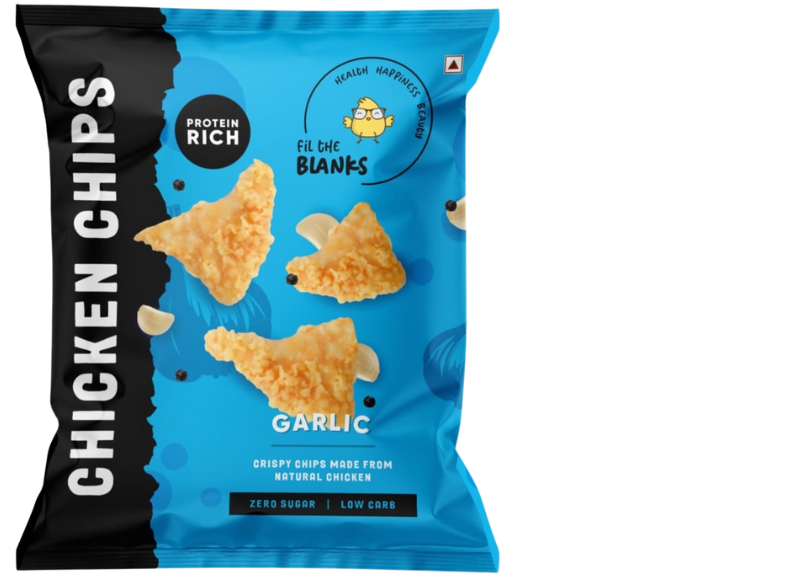 CHICKEN CHIPS
PROTEIN
RICH
HEALTH HAPPINESS BEAUTY
FIL THE
BLANKS
GARLIC
CRISPY CHIPS MADE FROM
NATURAL CHICKEN
ZERO SUGAR | LOW CARB